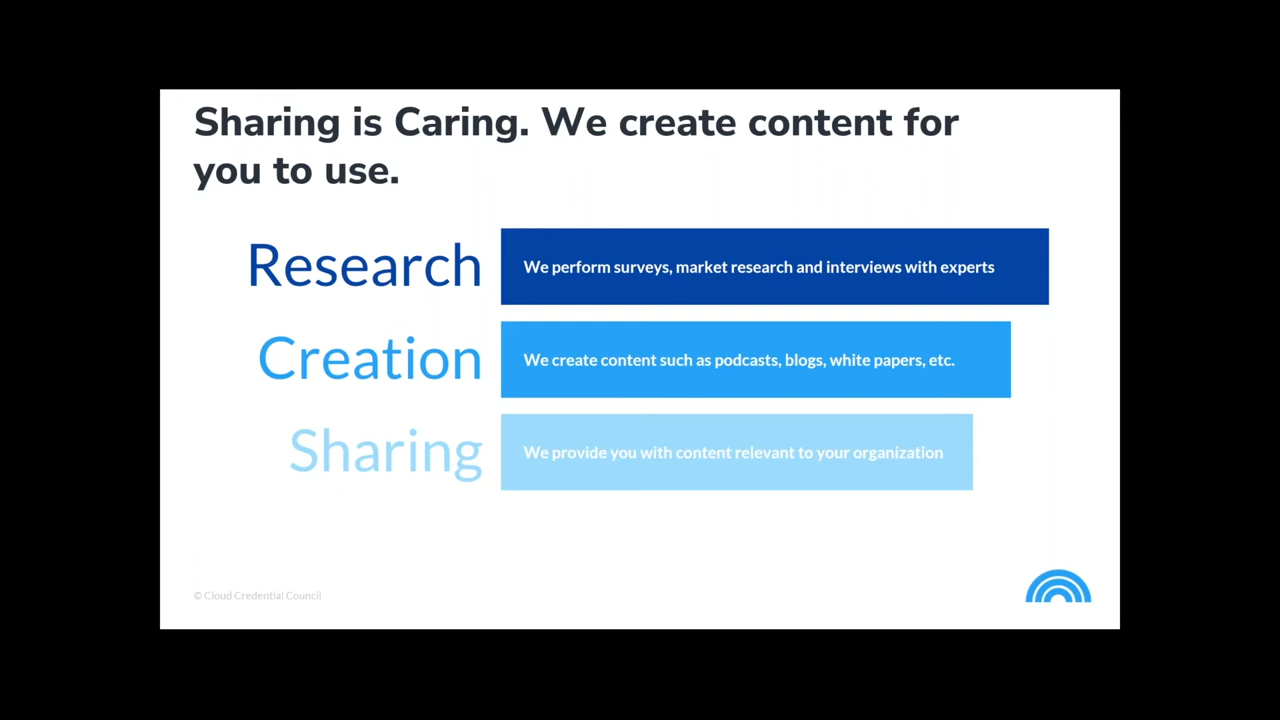 Sharing is Caring. We create content for
you to use.
Research
We perform surveys, market research and interviews with experts
Creation
We create content such as podcasts, blogs, white papers, etc.
Sharing
We provide you with content relevant to your organization
© Cloud Credential Council